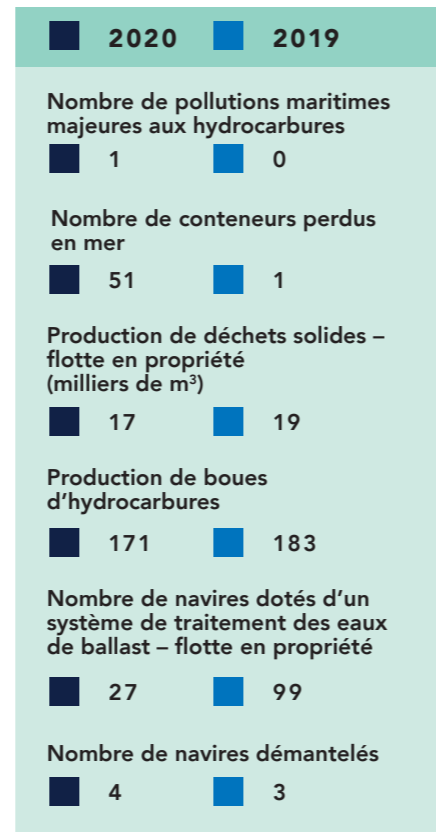 2020 2019
Nombre de pollutions maritimes
majeures aux hydrocarbures
1 0
Nombre de conteneurs perdus
en mer
51 1
Production de déchets solides –
flotte en propriété
(milliers de m³)
17 19
Production de boues
d’hydrocarbures
171 183
Nombre de navires dotés d’un
système de traitement des eaux
de ballast – flotte en propriété
27 99
Nombre de navires démantelés
4 3